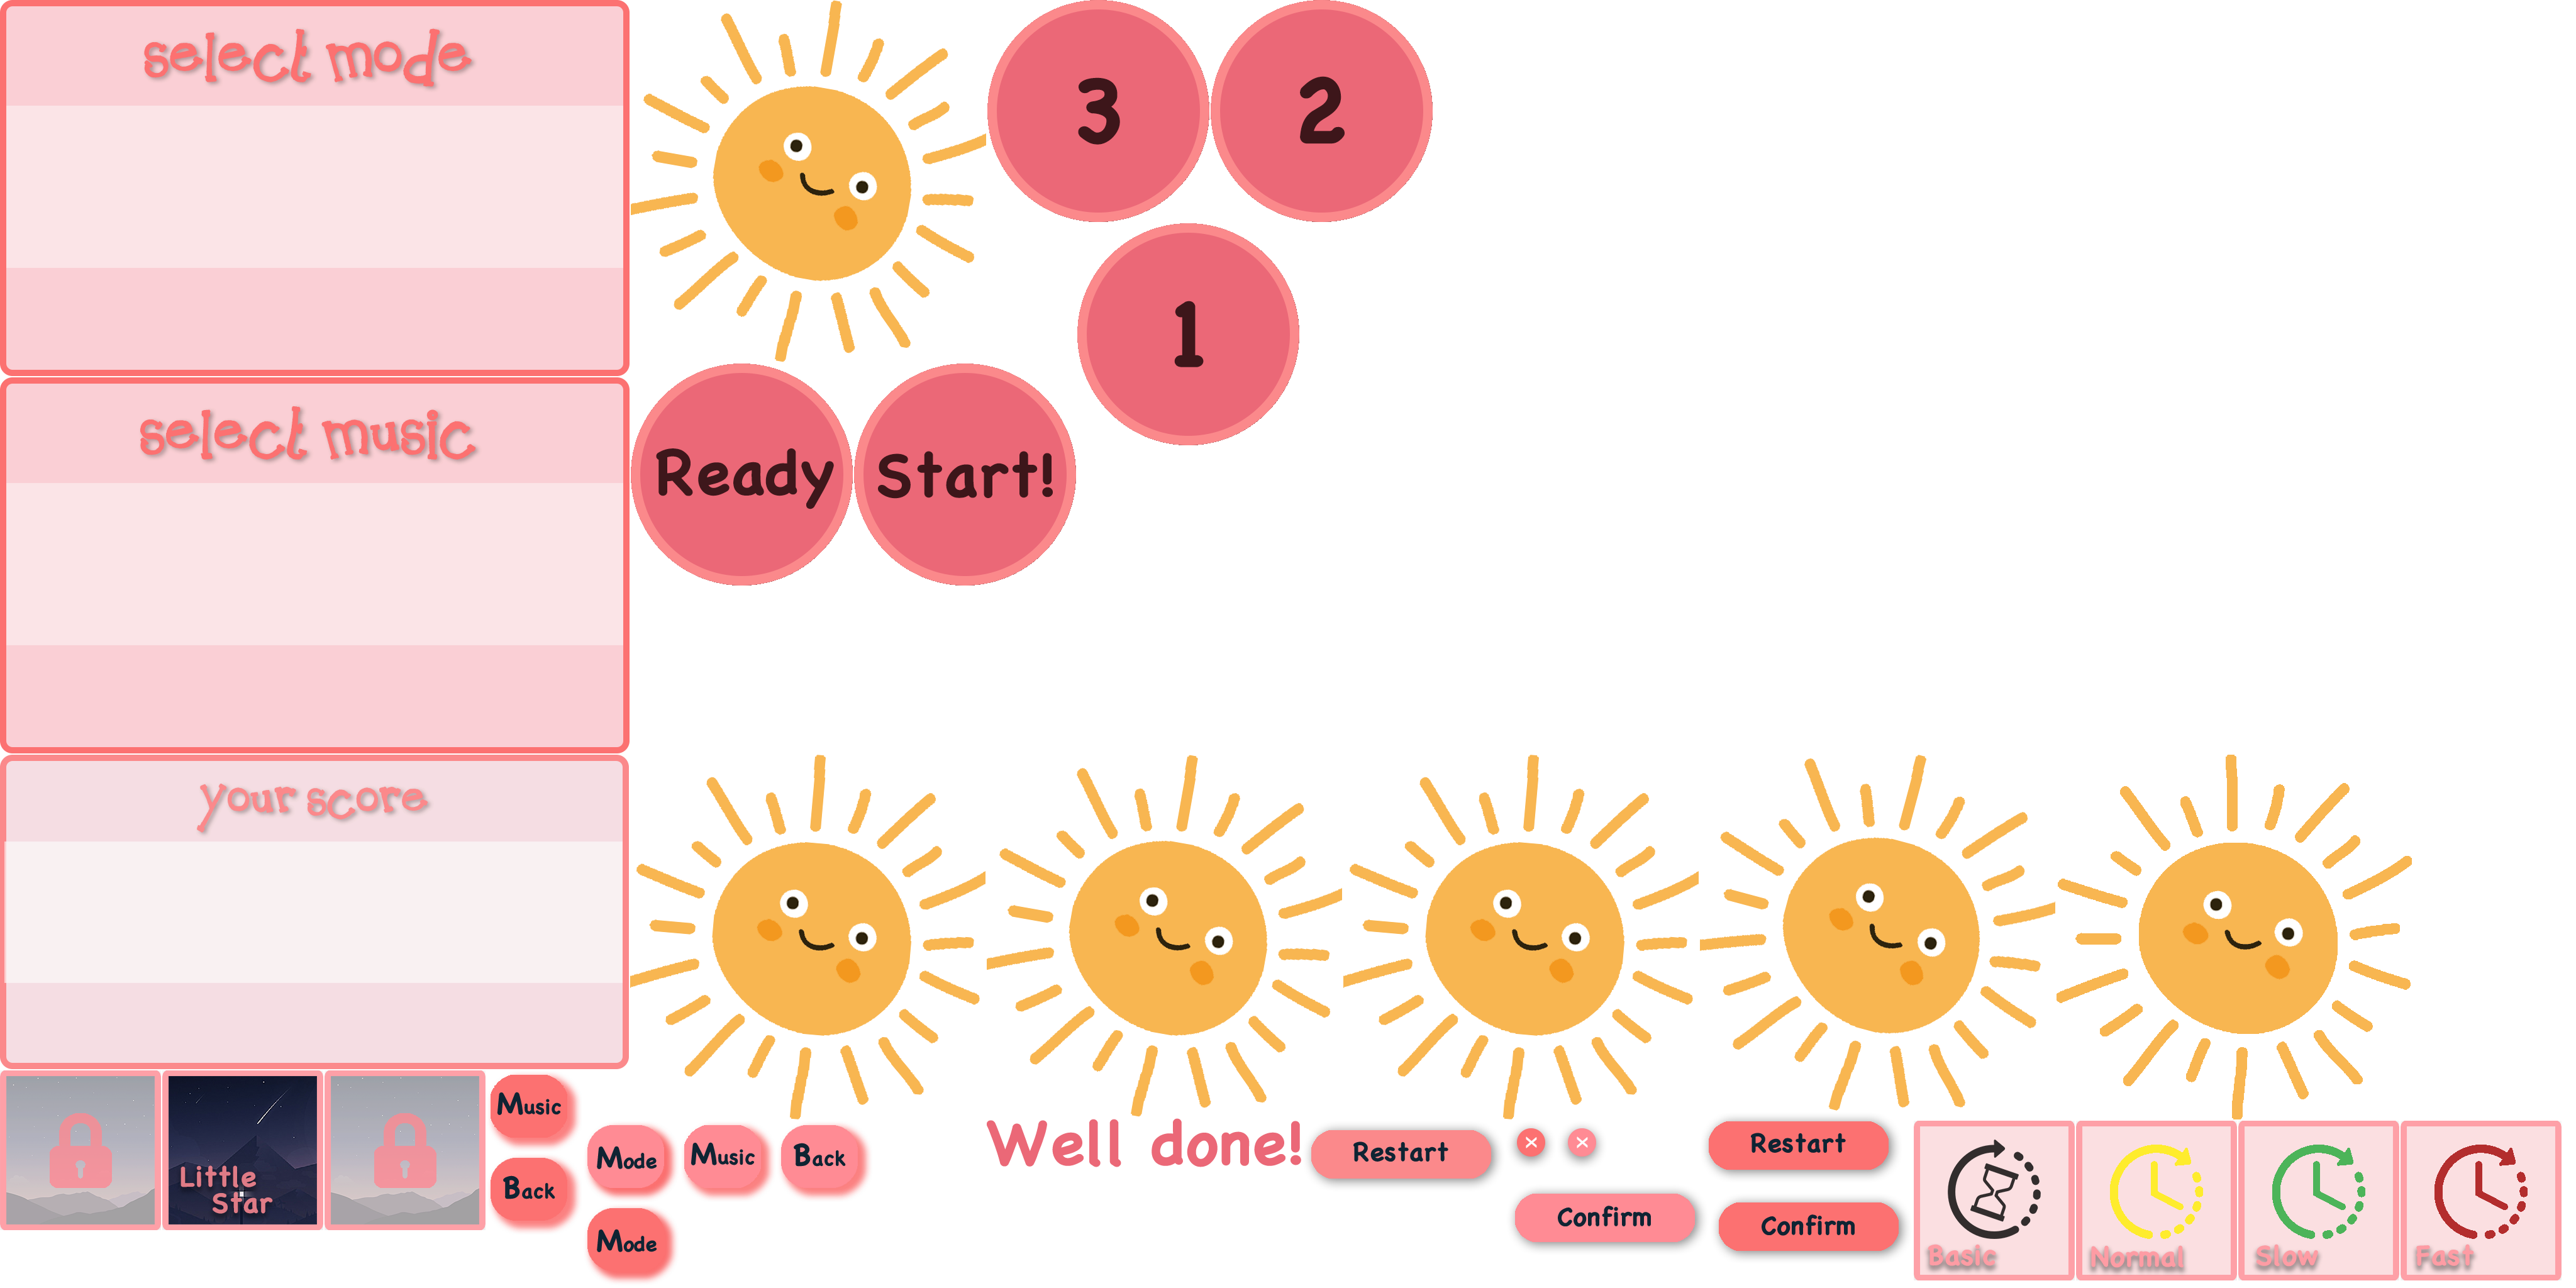 select mode
3
2
1
select music
Ready
Start!
your score
Little
Star
Music
Back
Mode
Music
Back
Mode
Well done!
Restart
Confirm
Restart
Confirm
Basic
Normal
Slow
Fast